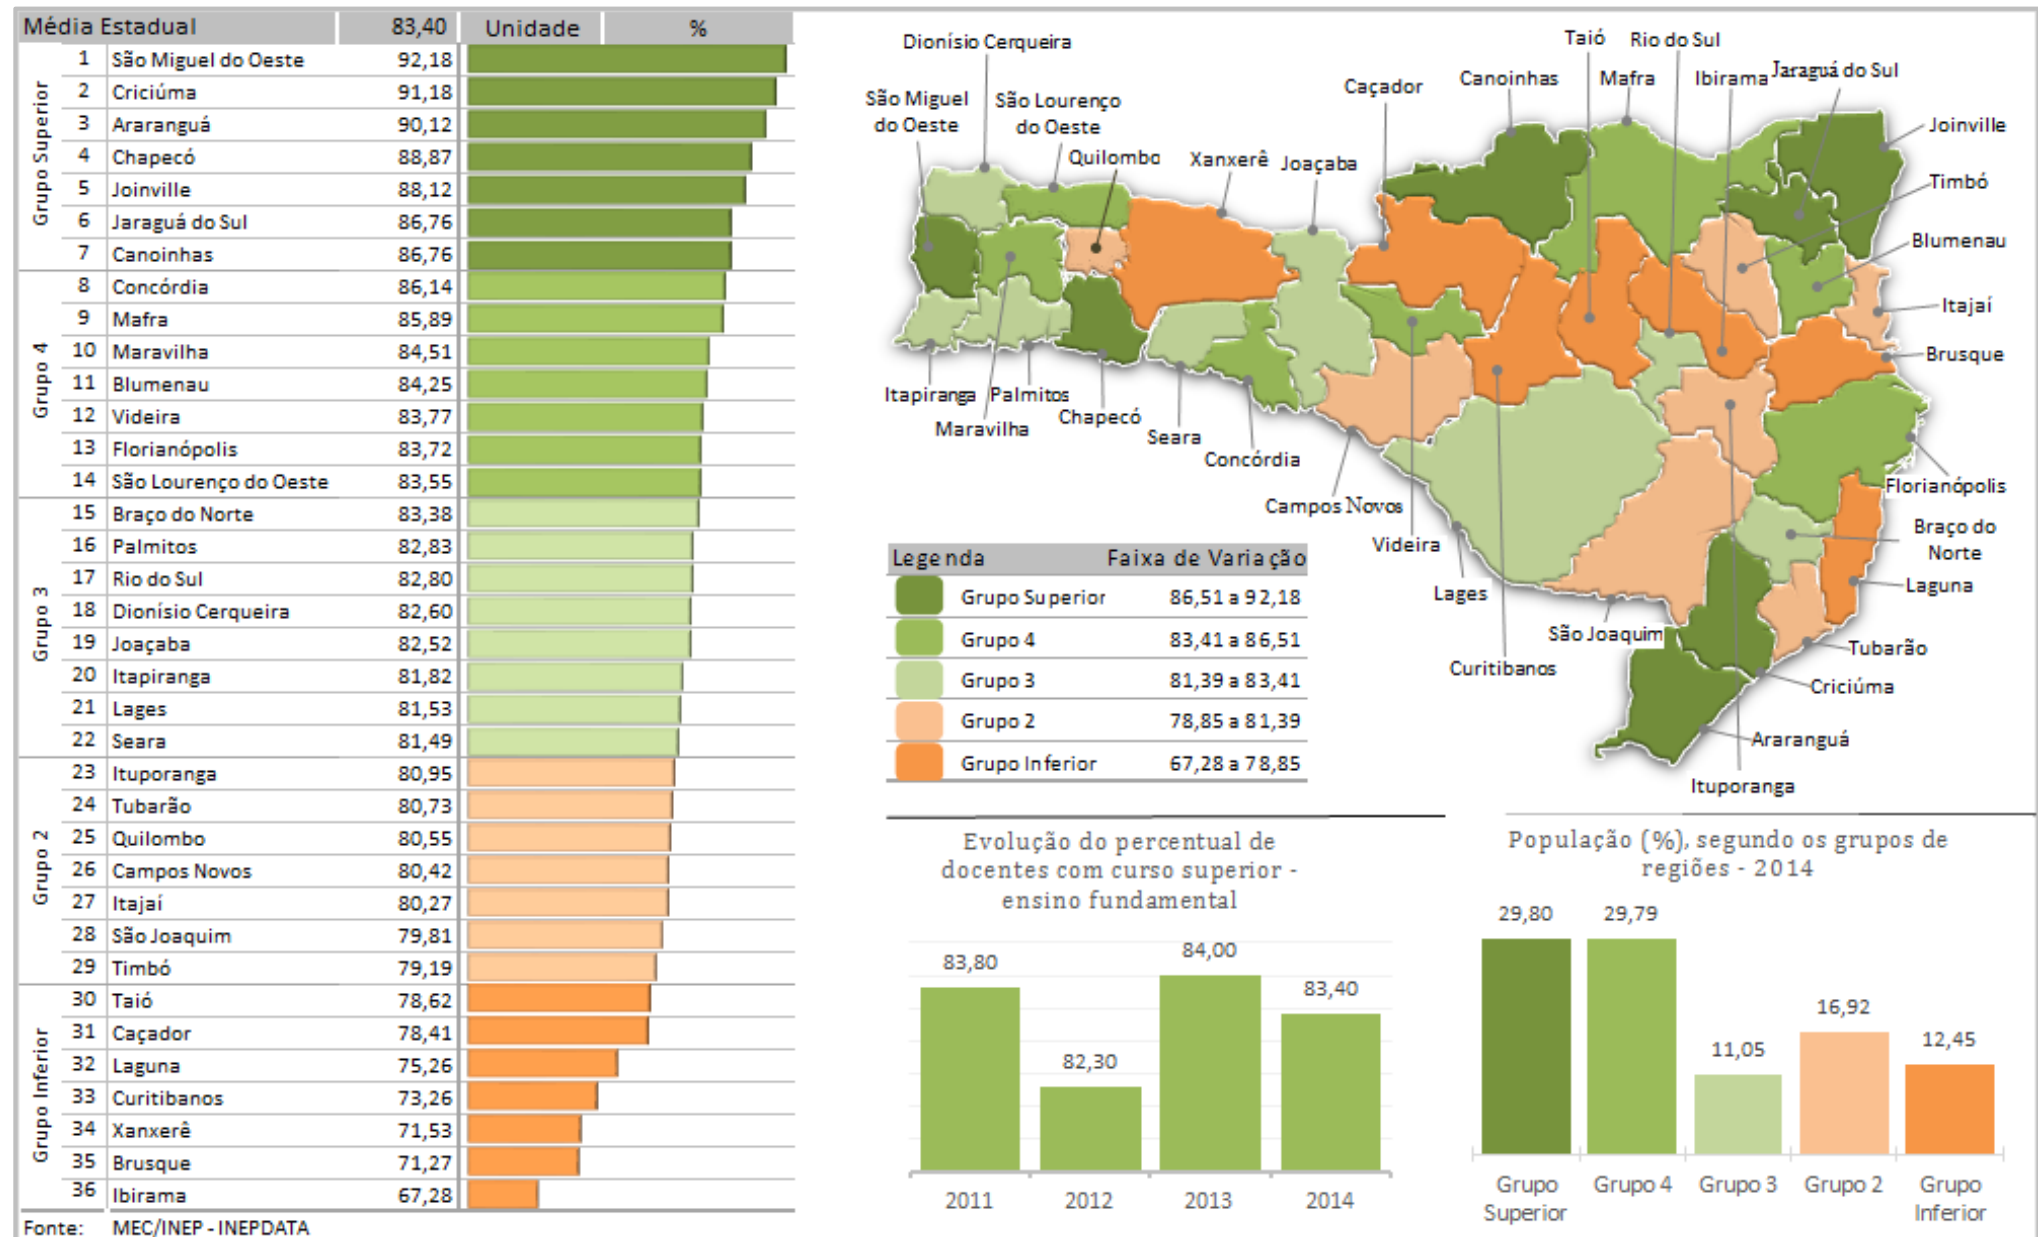 Média Estadual 83,40 Unidade %
Grupo Superior
1 São Miguel do Oeste 92,18
2 Criciúma 91,18
3 Araranguá 90,12
4 Chapecó 88,87
5 Joinville 88,12
6 Jaraguá do Sul 86,76
7 Canoinhas 86,76
Grupo 4
8 Concórdia 86,14
9 Mafra 85,89
10 Maravilha 84,51
11 Blumenau 84,25
12 Videira 83,77
13 Florianópolis 83,72
14 São Lourenço do Oeste 83,55
Grupo 3
15 Braço do Norte 83,38
16 Palmitos 82,83
17 Rio do Sul 82,80
18 Dionísio Cerqueira 82,60
19 Joaçaba 82,52
20 Itapiranga 81,82
21 Lages 81,53
22 Seara 81,49
Grupo 2
23 Ituporanga 80,95
24 Tubarão 80,73
25 Quilombo 80,55
26 Campos Novos 80,42
27 Itajaí 80,27
28 São Joaquim 79,81
29 Timbó 79,19
Grupo Inferior
30 Taió 78,62
31 Caçador 78,41
32 Laguna 75,26
33 Curitibanos 73,26
34 Xanxerê 71,53
35 Brusque 71,27
36 Ibirama 67,28
Fonte: MEC/INEP - INEPDATA
Dionísio Cerqueira
São Miguel
do Oeste
São Lourenço
do Oeste
Quilombo
Xanxerê
Joaçaba
Caçador
Canoinhas
Taió
Mafra
Rio do Sul
Ibirama
Jaraguá do Sul
Joinville
Timbó
Blumenau
Itajaí
Brusque
Florianópolis
Braço do
Norte
Laguna
Tubarão
Criciúma
Araranguá
Ituporanga
São Joaquim
Curitibanos
Lages
Videira
Campos Novos
Concórdia
Seara
Chapecó
Maravilha
Palmitos
Itapiranga
Legenda Faixa de Variação
Grupo Superior 86,51 a 92,18
Grupo 4 83,41 a 86,51
Grupo 3 81,39 a 83,41
Grupo 2 78,85 a 81,39
Grupo Inferior 67,28 a 78,85
Evolução do percentual de
docentes com curso superior -
ensino fundamental
83,80
82,30
84,00
83,40
2011 2012 2013 2014
População (%), segundo os grupos de
regiões - 2014
29,80
29,79
11,05
16,92
12,45
Grupo
Superior
Grupo 4
Grupo 3
Grupo 2
Grupo
Inferior